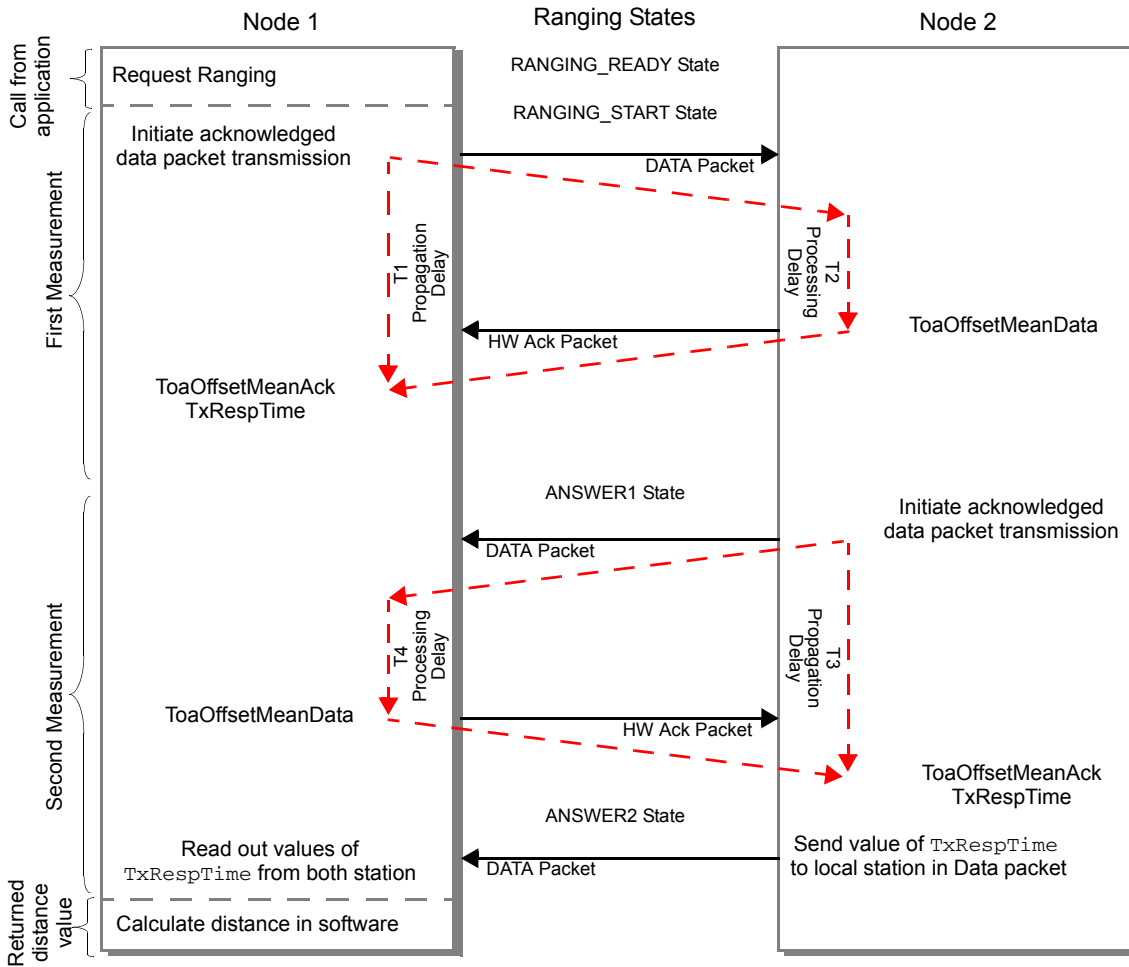 Node 1
Ranging States
Node 2
Call from
application
Request Ranging
RANGING_READY State
RANGING_START State
First Measurement
Initiate acknowledged
data packet transmission
DATA Packet
T1
Propagation
Delay
T2
Processing
Delay
HW Ack Packet
ToaOffsetMeanData
ToaOffsetMeanAck
TxRespTime
ANSWER1 State
Initiate acknowledged
data packet transmission
DATA Packet
Second Measurement
T4
Processing
Delay
T3
Propagation
Delay
ToaOffsetMeanData
HW Ack Packet
ToaOffsetMeanAck
TxRespTime
ANSWER2 State
Read out values of
TxRespTime from both station
DATA Packet
Send value of TxRespTime
to local station in Data packet
Returned
distance
value
Calculate distance in software